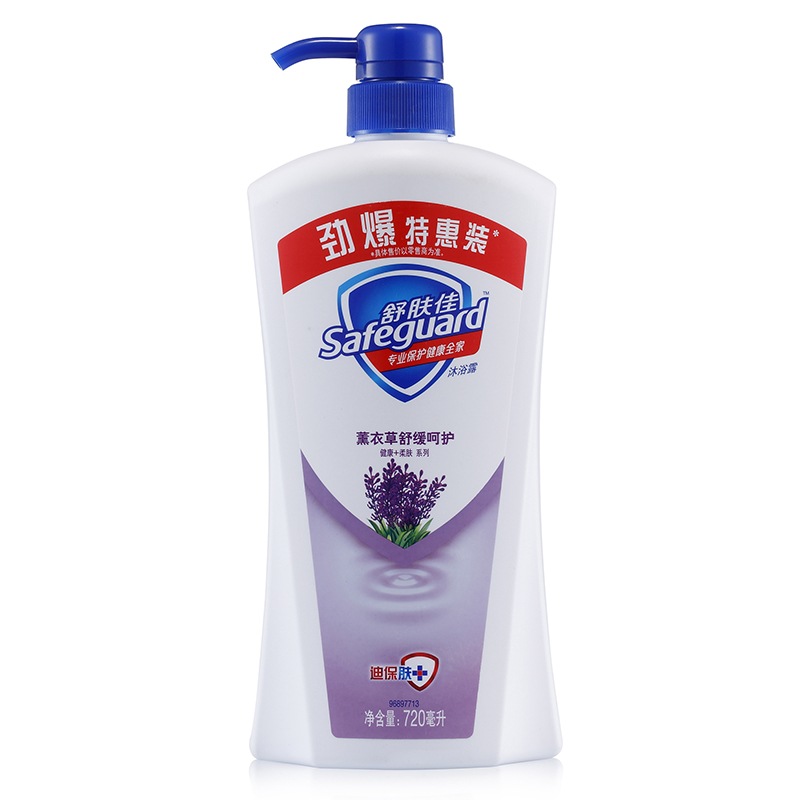 劲爆特惠装*
*具体售价以零售商为准。
舒肤佳
Safeguard™
专业保护健康全家
沐浴露
薰衣草舒缓呵护
健康+柔肤 系列
迪保肤
96897713
净含量:720毫升